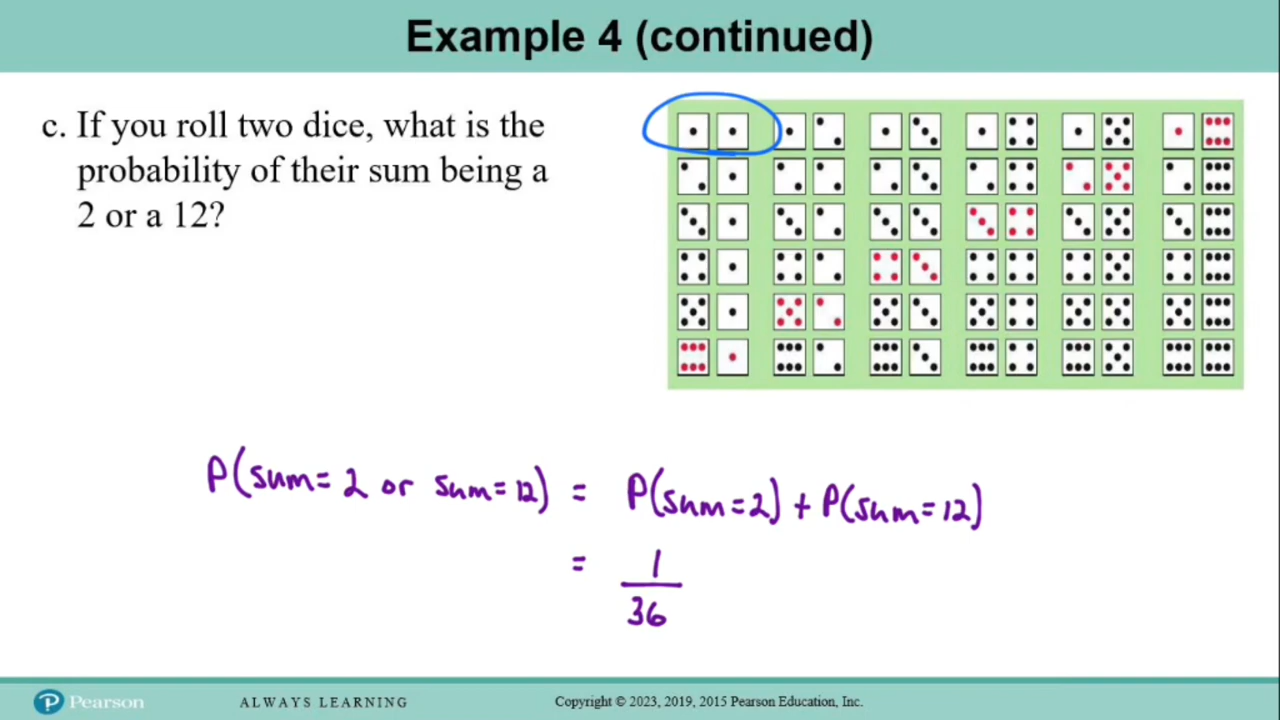 Example 4 (continued)
c. If you roll two dice, what is the
probability of their sum being a
2 or a 12?
P(sum=2 or sum=12) = P(sum=2) + P(sum=12)
= 1
36
P Pearson
ALWAYS LEARNING
Copyright © 2023, 2019, 2015 Pearson Education, Inc.